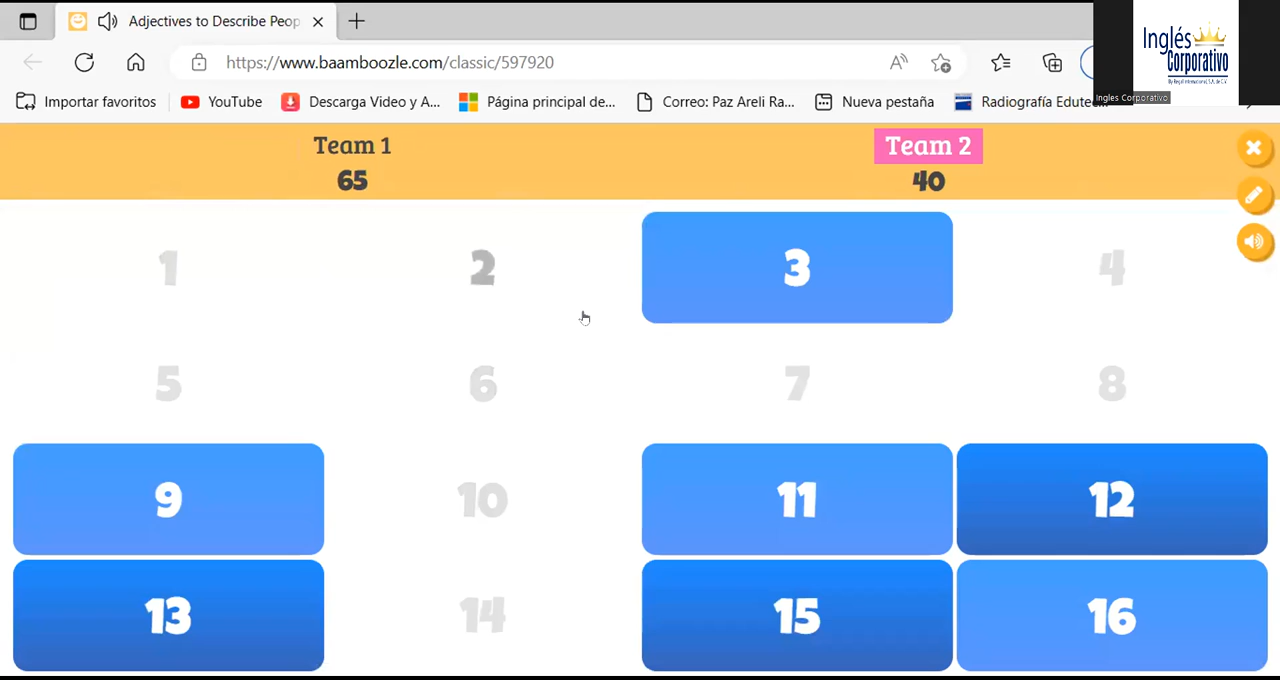 Adjectives to Describe Peop
https://www.baamboozle.com/classic/597920
Importar favoritos YouTube Descarga Video y A... Página principal de... Correo: Paz Areli Ra... Nueva pestaña Radiografía Edutec...
Inglés
Corporativo
Ingles Corporativo
Team 1 Team 2
65 40
1 2 3 4
5 6 7 8
9 10 11 12
13 14 15 16